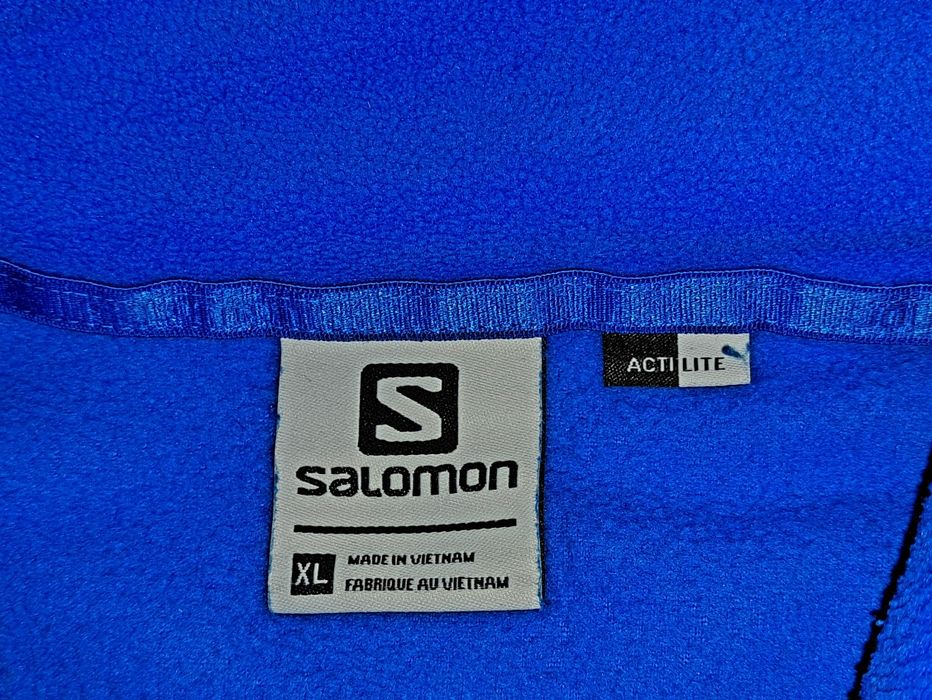 S
salomon
XL
MADE IN VIETNAM
FABRIQUE AU VIETNAM
ACTILITE